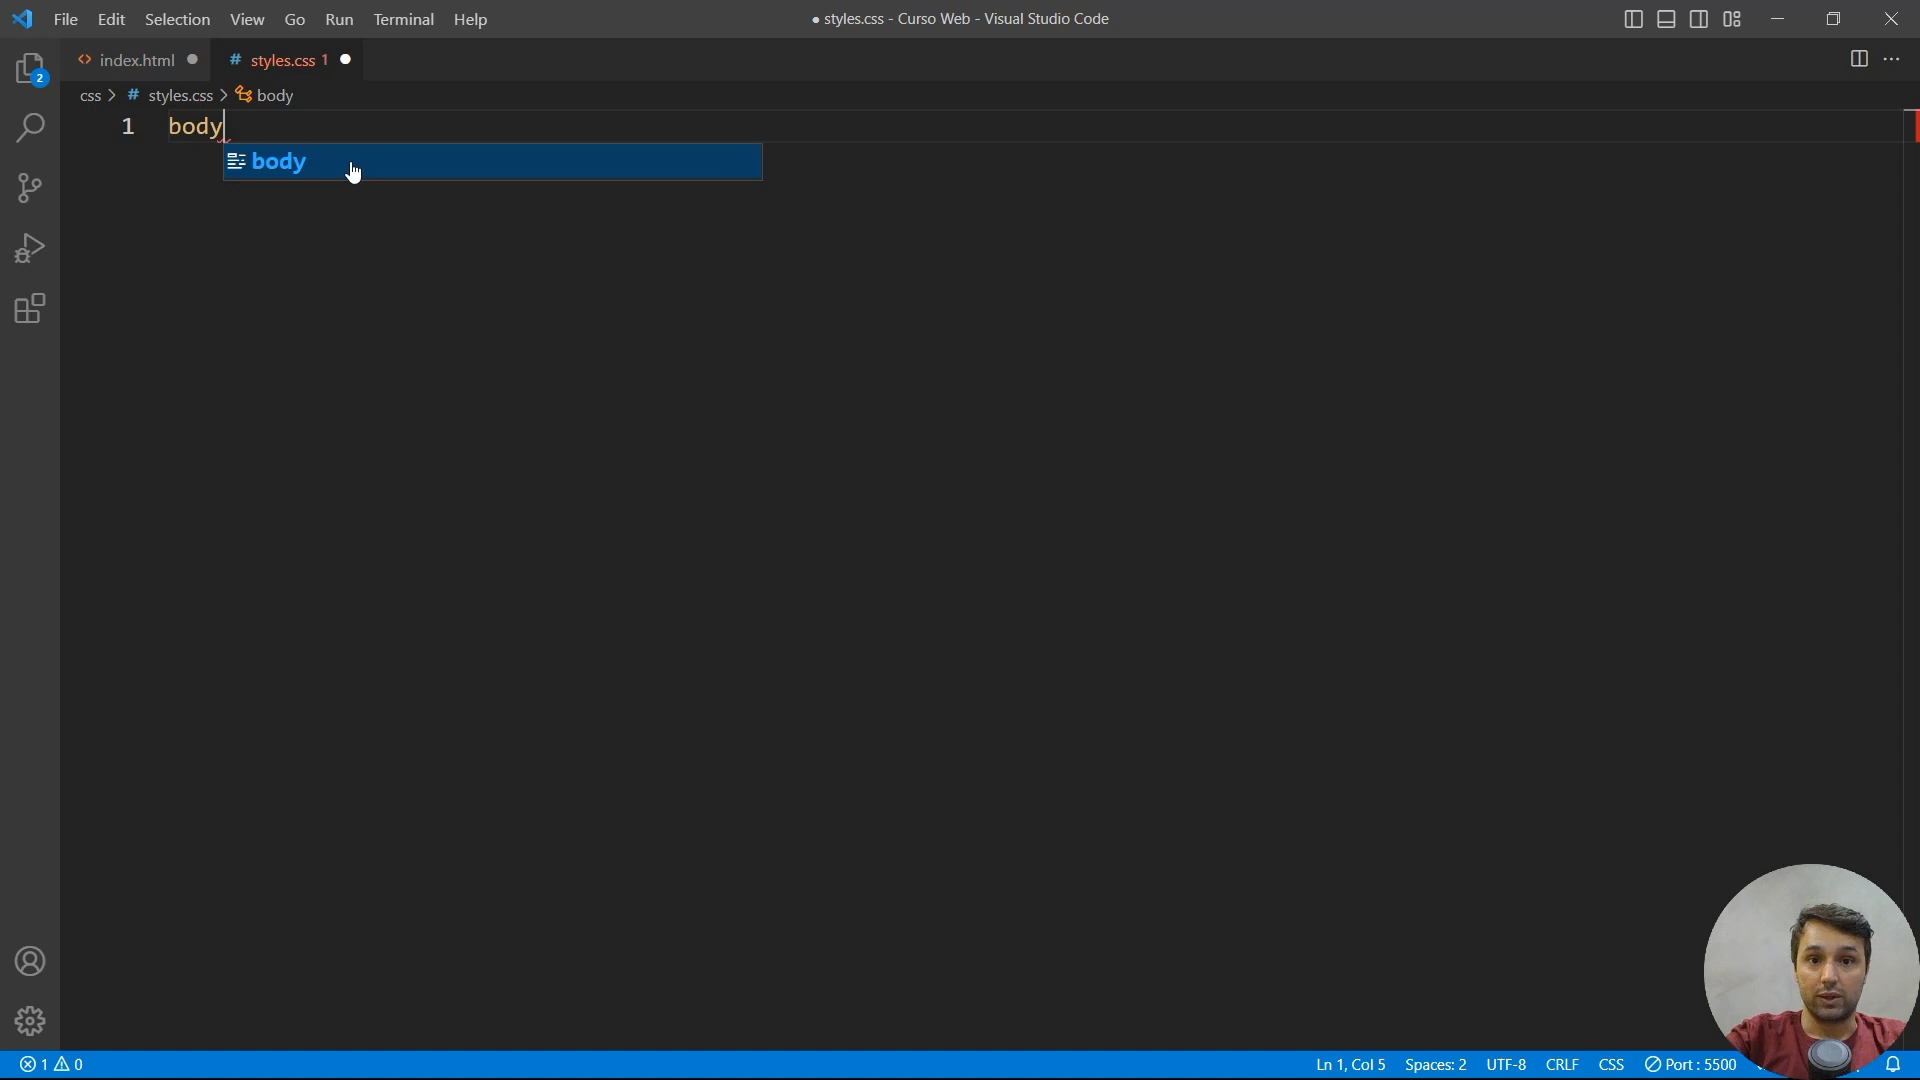 File Edit Selection View Go Run Terminal Help
● styles.css - Curso Web - Visual Studio Code
2
<> index.html ●
# styles.css 1 ●
css > # styles.css > body
1 body
body
1 0
Ln 1, Col 5 Spaces: 2 UTF-8 CRLF CSS Port : 5500